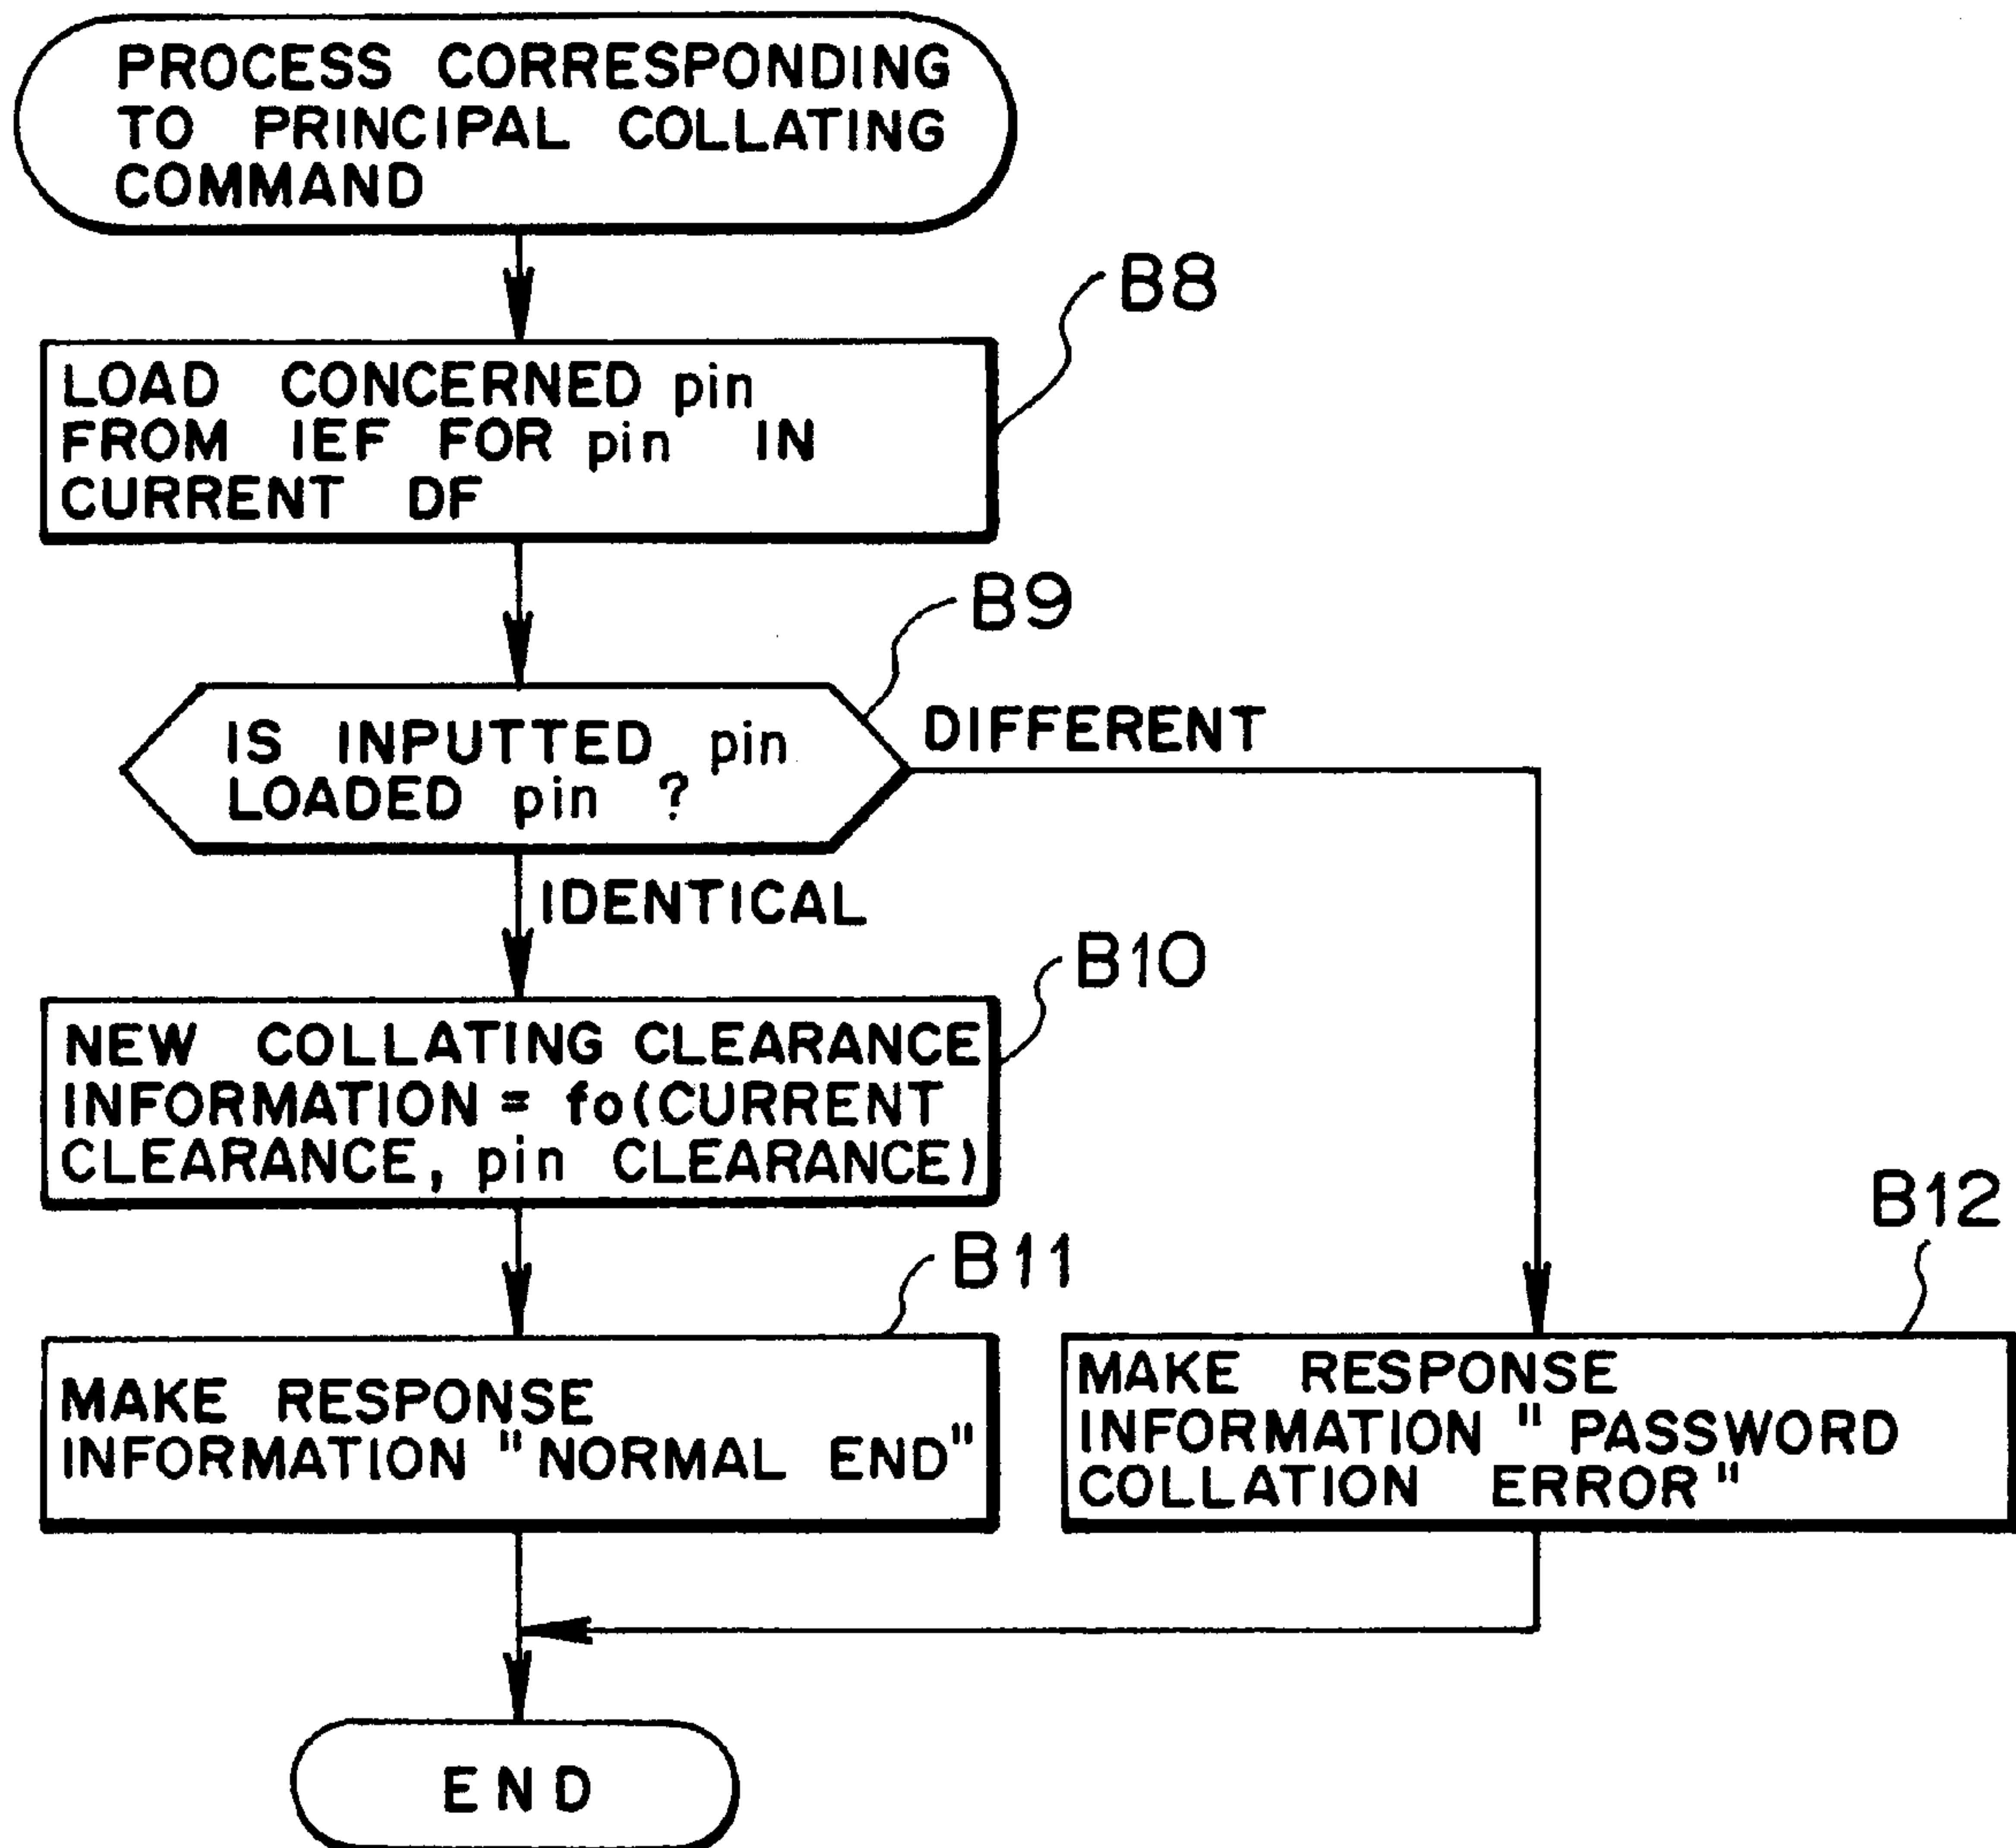 PROCESS CORRESPONDING
TO PRINCIPAL COLLATING
COMMAND
B8
LOAD CONCERNED pin
FROM IEF FOR pin IN
CURRENT DF
B9
IS INPUTTED pin
LOADED pin ?
DIFFERENT
IDENTICAL
B10
NEW COLLATING CLEARANCE
INFORMATION = fo(CURRENT
CLEARANCE, pin CLEARANCE)
B11
MAKE RESPONSE
INFORMATION "NORMAL END"
B12
MAKE RESPONSE
INFORMATION " PASSWORD
COLLATION ERROR"
END